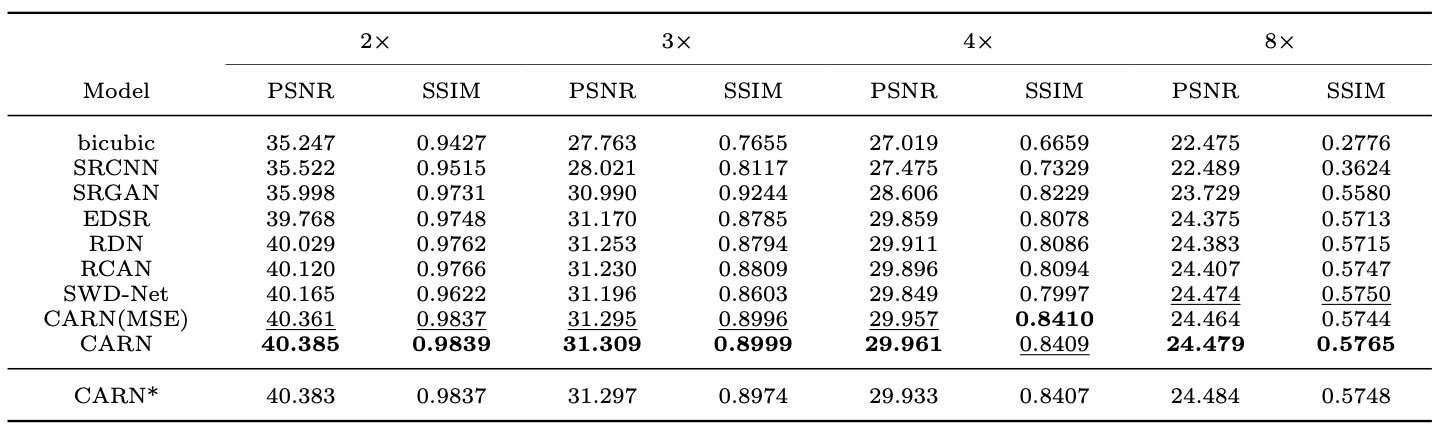 2× 3× 4× 8×
Model PSNR SSIM PSNR SSIM PSNR SSIM PSNR SSIM
bicubic 35.247 0.9427 27.763 0.7655 27.019 0.6659 22.475 0.2776
SRCNN 35.522 0.9515 28.021 0.8117 27.475 0.7329 22.489 0.3624
SRGAN 35.998 0.9731 30.990 0.9244 28.606 0.8229 23.729 0.5580
EDSR 39.768 0.9748 31.170 0.8785 29.859 0.8078 24.375 0.5713
RDN 40.029 0.9762 31.253 0.8794 29.911 0.8086 24.383 0.5715
RCAN 40.120 0.9766 31.230 0.8809 29.896 0.8094 24.407 0.5747
SWD-Net 40.165 0.9622 31.196 0.8603 29.849 0.7997 24.474 0.5750
CARN(MSE) 40.361 0.9837 31.295 0.8996 29.957 0.8410 24.464 0.5744
CARN 40.385 0.9839 31.309 0.8999 29.961 0.8409 24.479 0.5765
CARN* 40.383 0.9837 31.297 0.8974 29.933 0.8407 24.484 0.5748